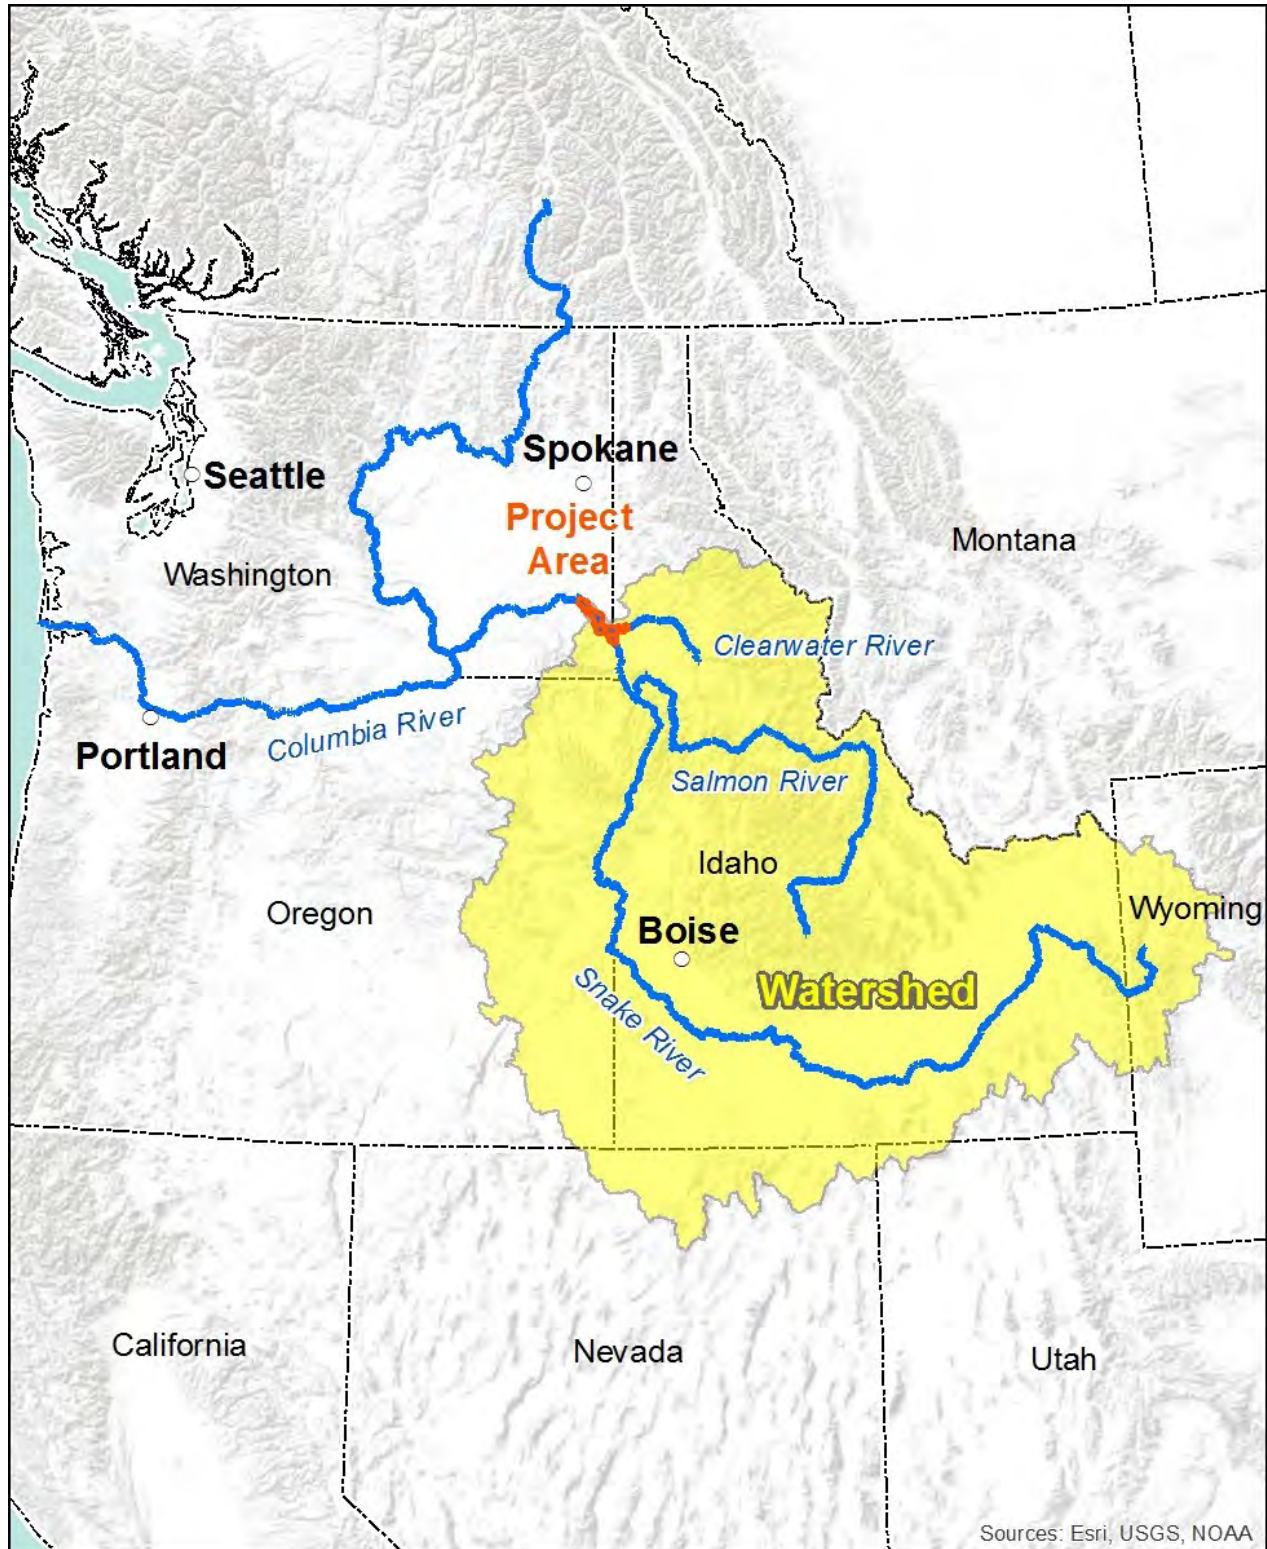 Spokane
Seattle
Project
Area
Montana
Washington
Clearwater River
Columbia River
Portland
Salmon River
Idaho
Wyoming
Oregon
Boise
Watershed
Snake River
California
Nevada
Utah
Sources: Esri, USGS, NOAA